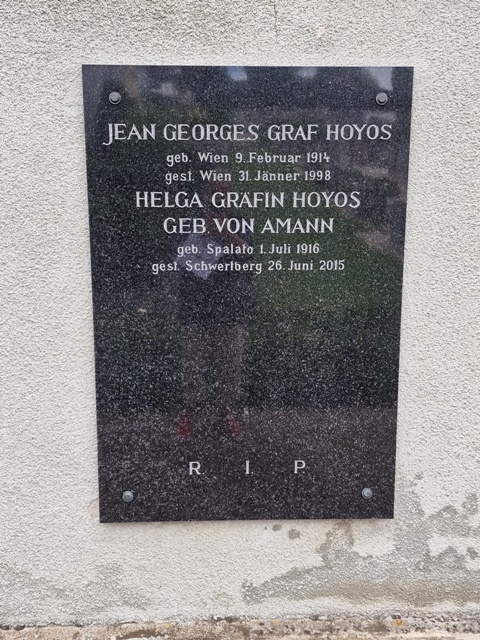 JEAN GEORGES GRAF HOYOS
geb. Wien 9. Februar 1914
gest. Wien 31. Jänner 1998
HELGA GRÄFIN HOYOS
GEB. VON AMANN
geb. Spalato 1. Juli 1916
gest. Schwertberg 26. Juni 2015
R. I. P.